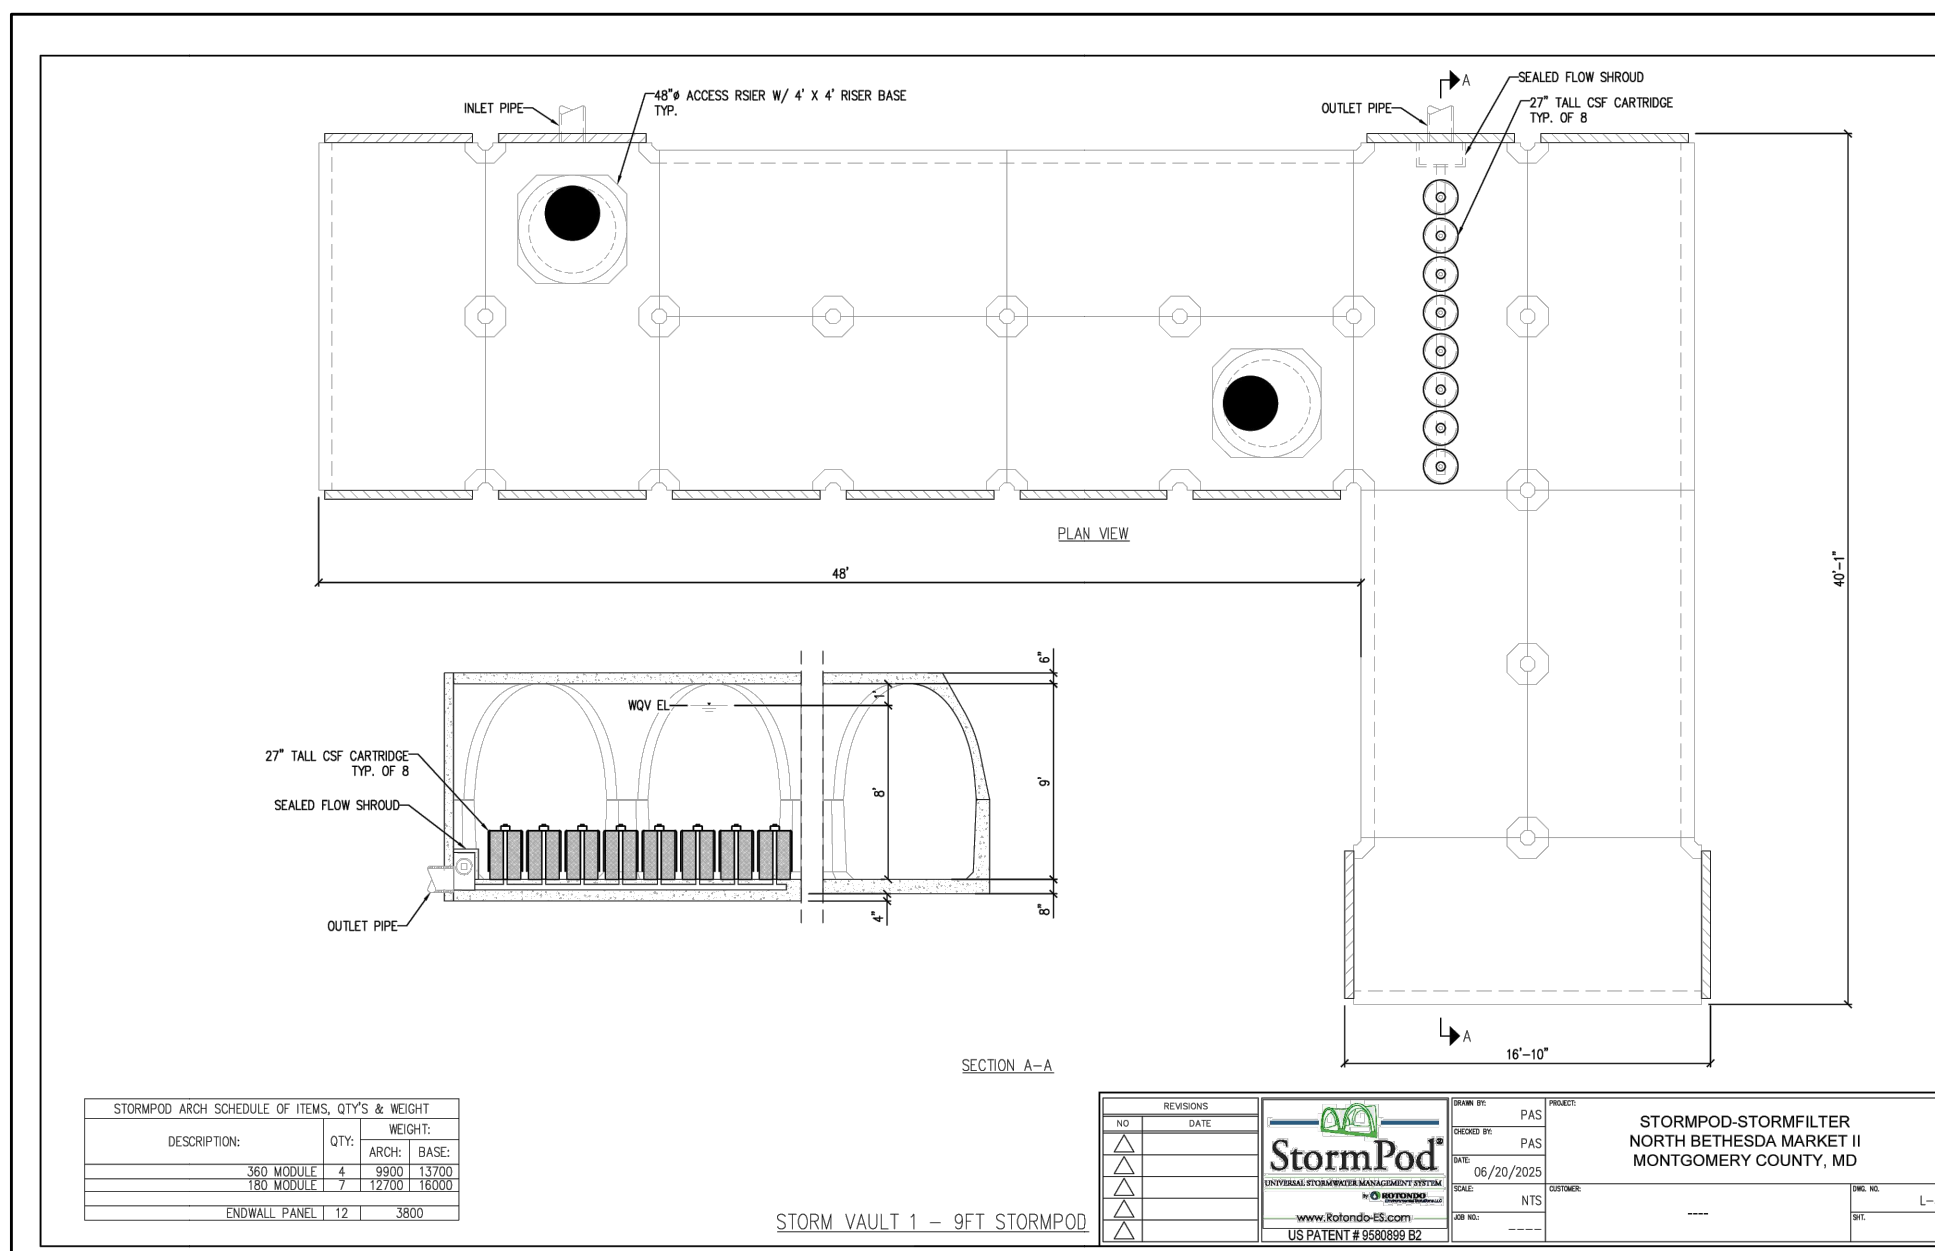 A
SEALED FLOW SHROUD
INLET PIPE
48"ø ACCESS RSIER W/ 4' X 4' RISER BASE
TYP.
OUTLET PIPE
27" TALL CSF CARTRIDGE
TYP. OF 8
PLAN VIEW
48'
40'-1"
6"
WQV EL
1'
27" TALL CSF CARTRIDGE
TYP. OF 8
SEALED FLOW SHROUD
8'
9'
OUTLET PIPE
4"
8"
A
16'-10"
SECTION A-A
STORMPOD ARCH SCHEDULE OF ITEMS, QTY'S & WEIGHT
DESCRIPTION: QTY: WEIGHT:
ARCH: BASE:
360 MODULE 4 9900 13700
180 MODULE 7 12700 16000
ENDWALL PANEL 12 3800
STORM VAULT 1 - 9FT STORMPOD
REVISIONS
NO DATE
StormPod
UNIVERSAL STORMWATER MANAGEMENT SYSTEM
by ROTONDO
Environmental Solutions, LLC
www.Rotondo-ES.com
US PATENT # 9580899 B2
DRAWN BY: PAS
CHECKED BY: PAS
DATE: 06/20/2025
SCALE: NTS
JOB NO.: ----
PROJECT:
STORMPOD-STORMFILTER
NORTH BETHESDA MARKET II
MONTGOMERY COUNTY, MD
CUSTOMER:
----
DWG. NO.
L-
SHT.